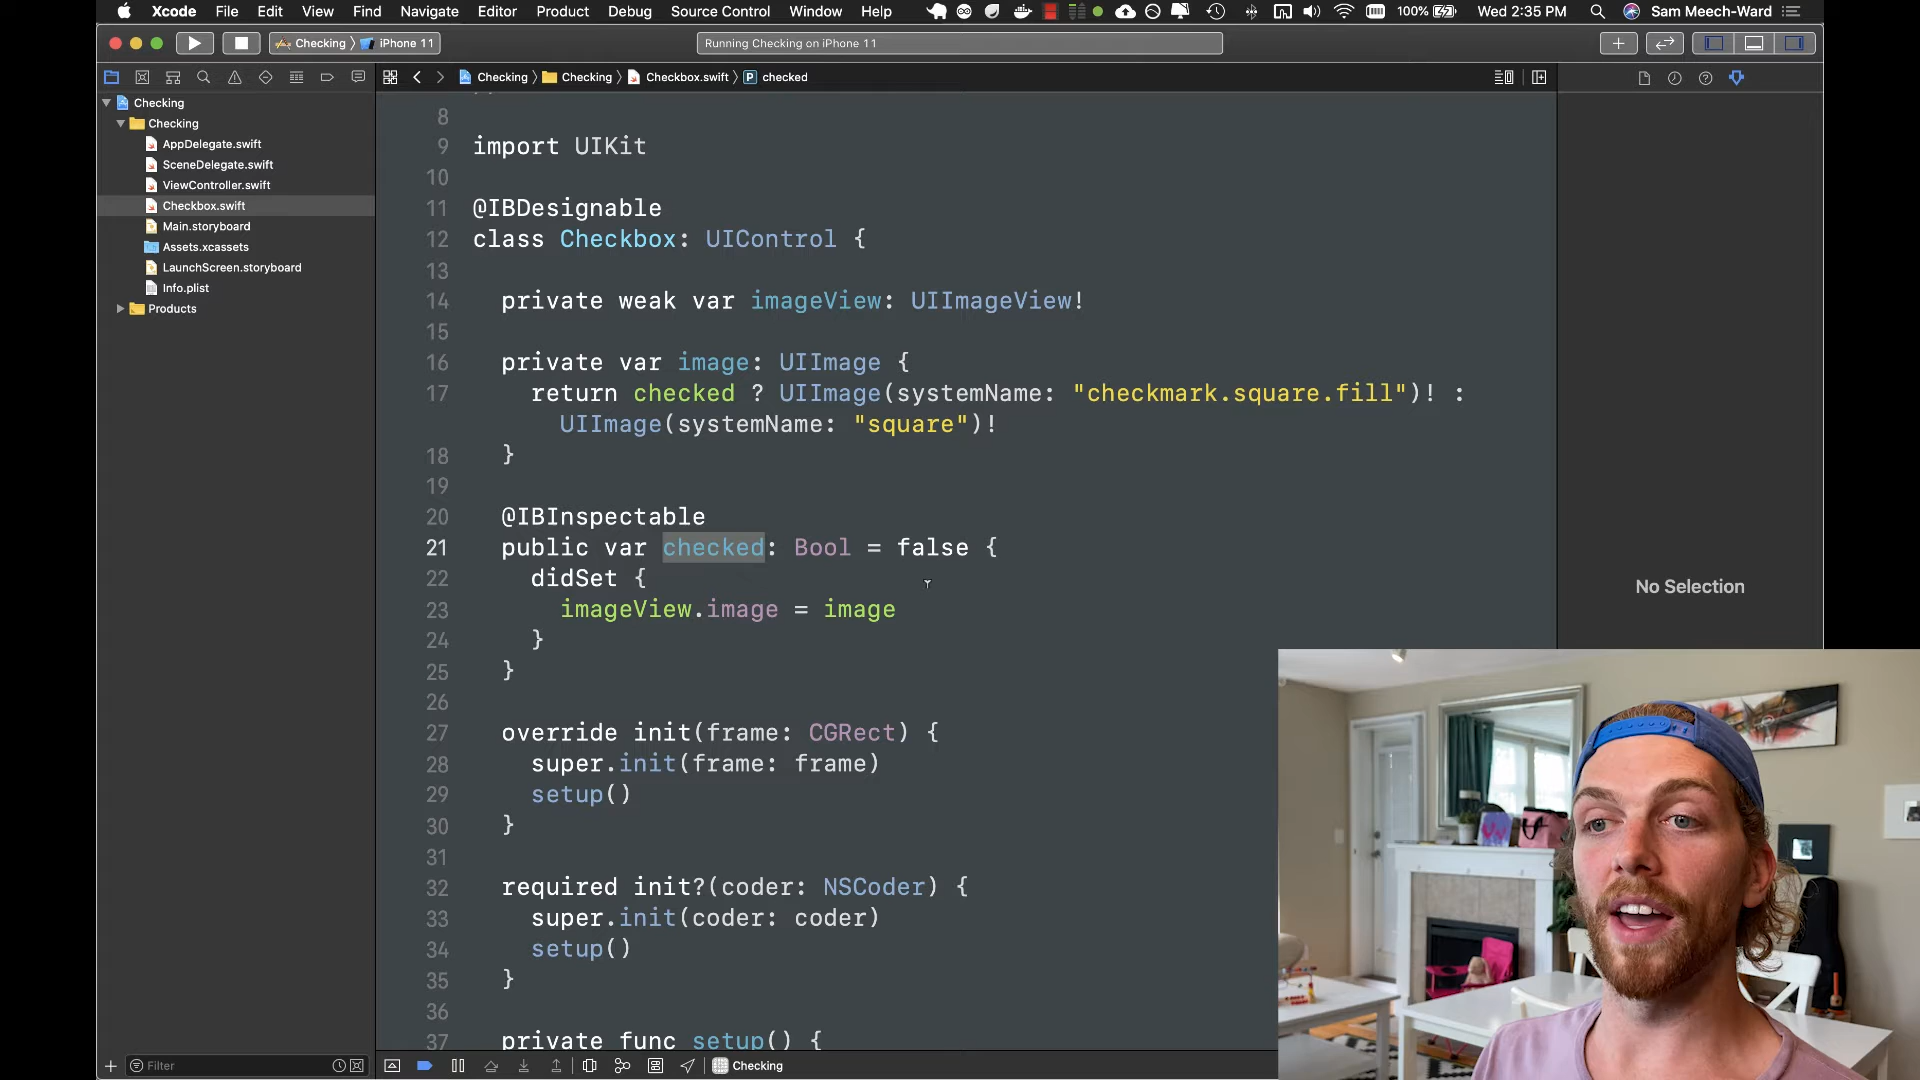 Xcode File Edit View Find Navigate Editor Product Debug Source Control Window Help 100% Wed 2:35 PM Sam Meech-Ward
Checking iPhone 11 Running Checking on iPhone 11
Checking Checking Checkbox.swift P checked
Checking
Checking
AppDelegate.swift
SceneDelegate.swift
ViewController.swift
Checkbox.swift
Main.storyboard
Assets.xcassets
LaunchScreen.storyboard
Info.plist
Products
8
9 import UIKit
10
11 @IBDesignable
12 class Checkbox: UIControl {
13
14 private weak var imageView: UIImageView!
15
16 private var image: UIImage {
17 return checked ? UIImage(systemName: "checkmark.square.fill")! :
UIImage(systemName: "square")!
18 }
19
20 @IBInspectable
21 public var checked: Bool = false {
22 didSet {
23 imageView.image = image
24 }
25 }
26
27 override init(frame: CGRect) {
28 super.init(frame: frame)
29 setup()
30 }
31
32 required init?(coder: NSCoder) {
33 super.init(coder: coder)
34 setup()
35 }
36
37 private func setup() {
No Selection
Filter
Checking